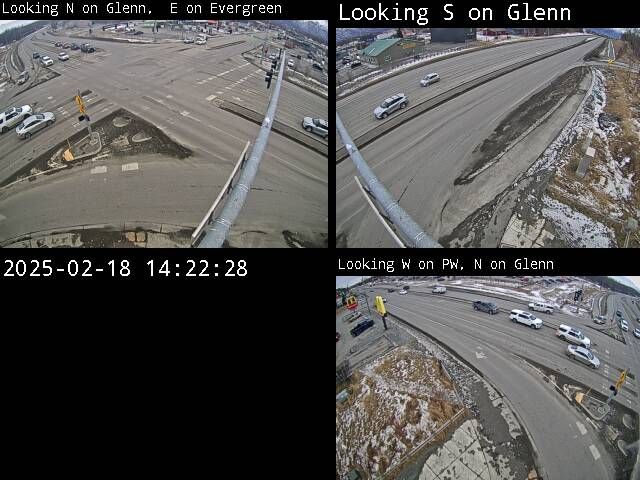 Looking N on Glenn,  E on Evergreen
Looking S on Glenn
2025-02-18 14:22:28
Looking W on PW, N on Glenn